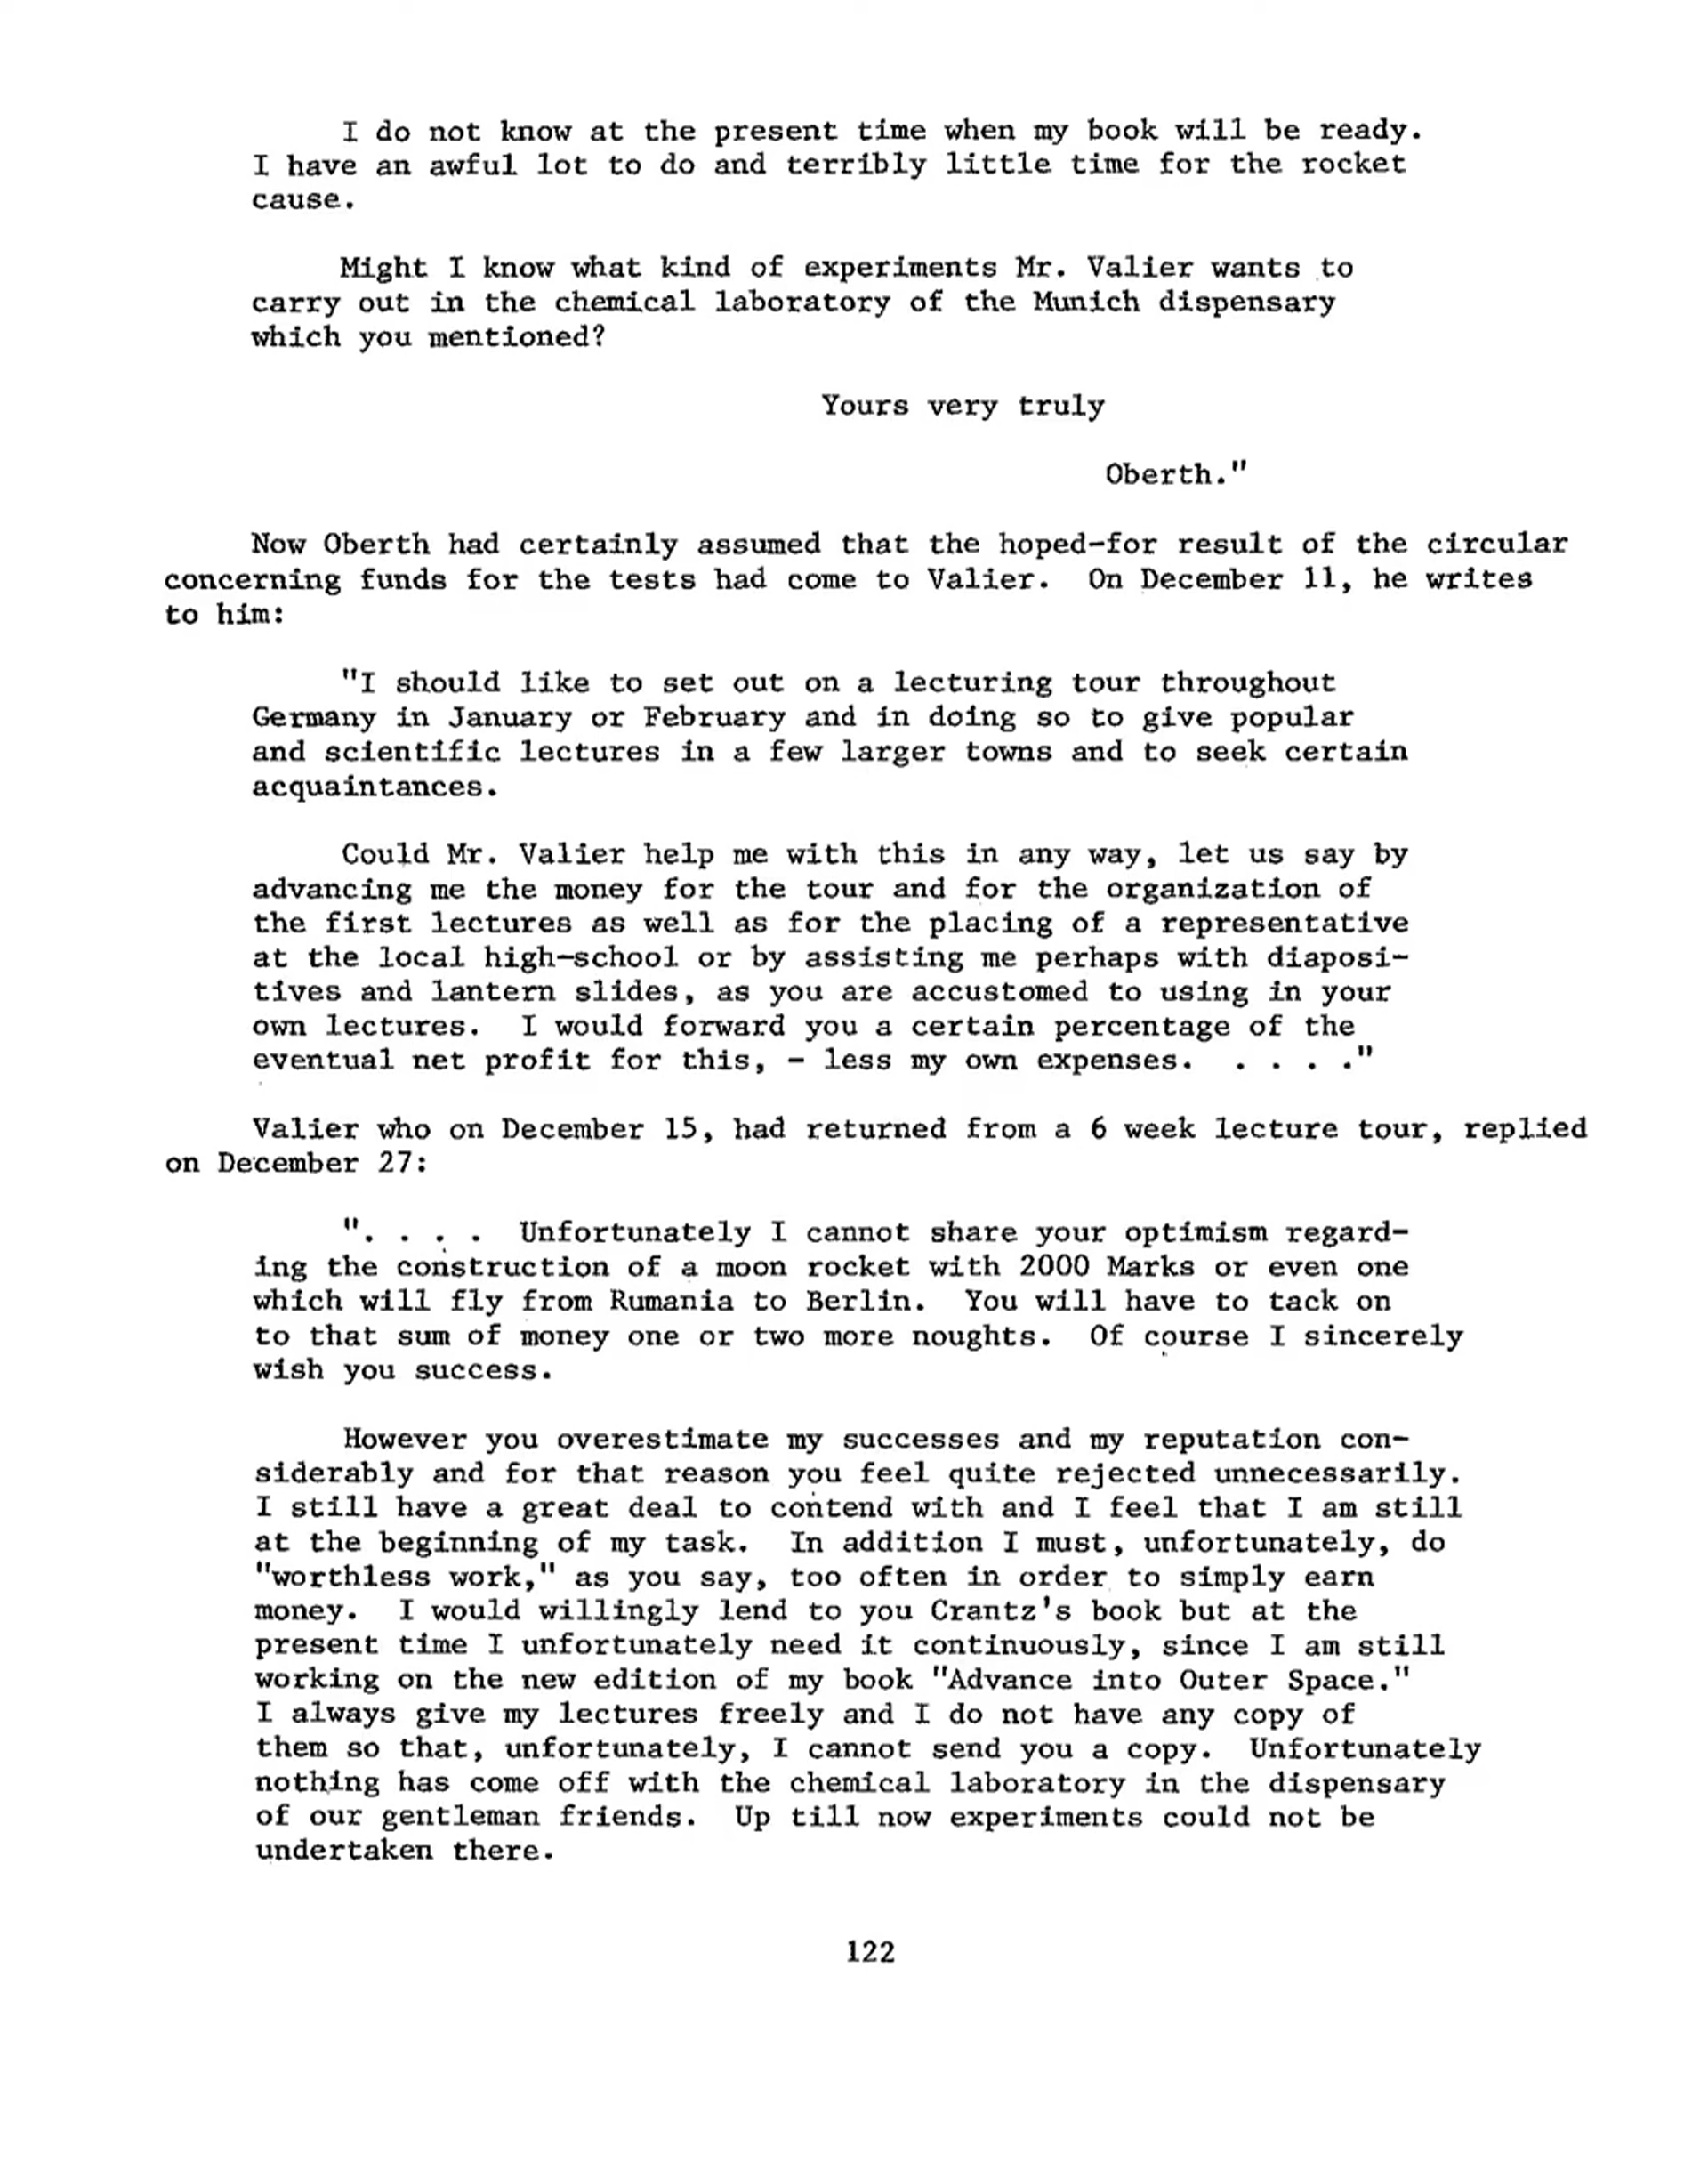 I do not know at the present time when my book will be ready.
I have an awful lot to do and terribly little time for the rocket
cause.
Might I know what kind of experiments Mr. Valier wants to
carry out in the chemical laboratory of the Munich dispensary
which you mentioned?
Yours very truly
Oberth."
Now Oberth had certainly assumed that the hoped-for result of the circular
concerning funds for the tests had come to Valier. On December 11, he writes
to him:
"I should like to set out on a lecturing tour throughout
Germany in January or February and in doing so to give popular
and scientific lectures in a few larger towns and to seek certain
acquaintances.
Could Mr. Valier help me with this in any way, let us say by
advancing me the money for the tour and for the organization of
the first lectures as well as for the placing of a representative
at the local high-school or by assisting me perhaps with diaposi-
tives and lantern slides, as you are accustomed to using in your
own lectures. I would forward you a certain percentage of the
eventual net profit for this, - less my own expenses. . . . ."
Valier who on December 15, had returned from a 6 week lecture tour, replied
on December 27:
". . . . Unfortunately I cannot share your optimism regard-
ing the construction of a moon rocket with 2000 Marks or even one
which will fly from Rumania to Berlin. You will have to tack on
to that sum of money one or two more noughts. Of course I sincerely
wish you success.
However you overestimate my successes and my reputation con-
siderably and for that reason you feel quite rejected unnecessarily.
I still have a great deal to contend with and I feel that I am still
at the beginning of my task. In addition I must, unfortunately, do
"worthless work," as you say, too often in order to simply earn
money. I would willingly lend to you Crantz's book but at the
present time I unfortunately need it continuously, since I am still
working on the new edition of my book "Advance into Outer Space."
I always give my lectures freely and I do not have any copy of
them so that, unfortunately, I cannot send you a copy. Unfortunately
nothing has come off with the chemical laboratory in the dispensary
of our gentleman friends. Up till now experiments could not be
undertaken there.
122